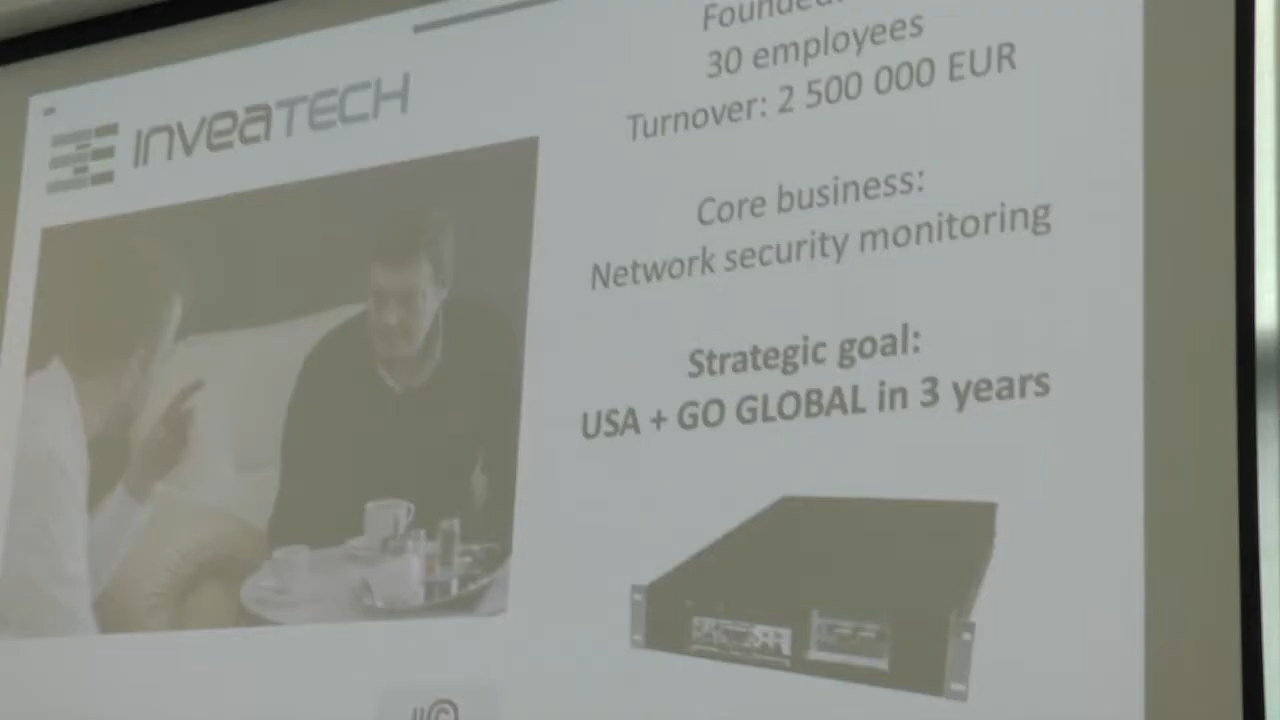 INVEATECH
Founded:
30 employees
Turnover: 2 500 000 EUR
Core business:
Network security monitoring
Strategic goal:
USA + GO GLOBAL in 3 years